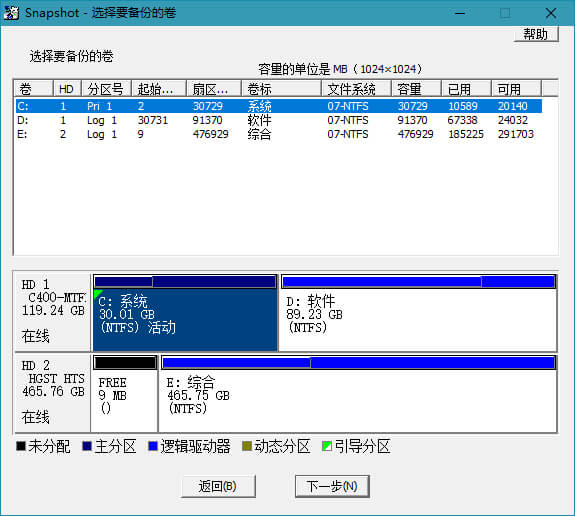 Snapshot - 选择要备份的卷
帮助
选择要备份的卷
容量的单位是 MB（1024×1024）
卷 HD 分区号 起始... 扇区... 卷标 文件系统 容量 已用 可用
C: 1 Pri 1 2 30729 系统 07-NTFS 30729 10589 20140
D: 1 Log 1 30731 91370 软件 07-NTFS 91370 67338 24032
E: 2 Log 1 9 476929 综合 07-NTFS 476929 185225 291703
HD 1
C400-MTF
119.24 GB
在线
C: 系统
30.01 GB
(NTFS) 活动
D: 软件
89.23 GB
(NTFS)
HD 2
HGST HTS
465.76 GB
在线
FREE
9 MB
()
E: 综合
465.75 GB
(NTFS)
未分配 主分区 逻辑驱动器 动态分区 引导分区
返回(B) 下一步(N)